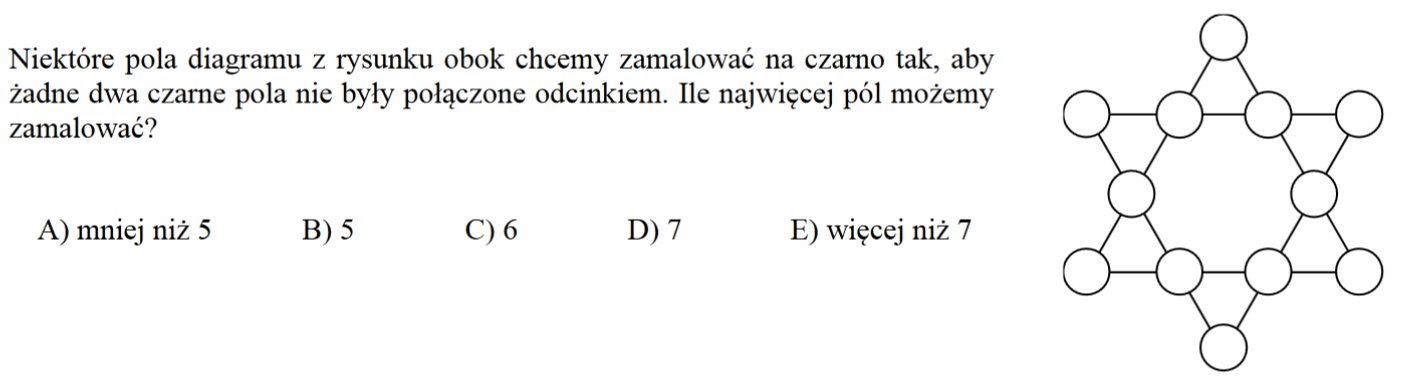 Niektóre pola diagramu z rysunku obok chcemy zamalować na czarno tak, aby
żadne dwa czarne pola nie były połączone odcinkiem. Ile najwięcej pól możemy
zamalować?
A) mniej niż 5 B) 5 C) 6 D) 7 E) więcej niż 7